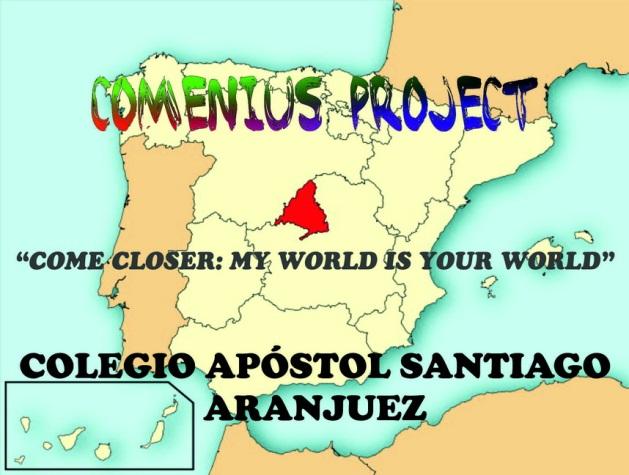 COMENIUS PROJECT
“COME CLOSER: MY WORLD IS YOUR WORLD”
COLEGIO APÓSTOL SANTIAGO
ARANJUEZ